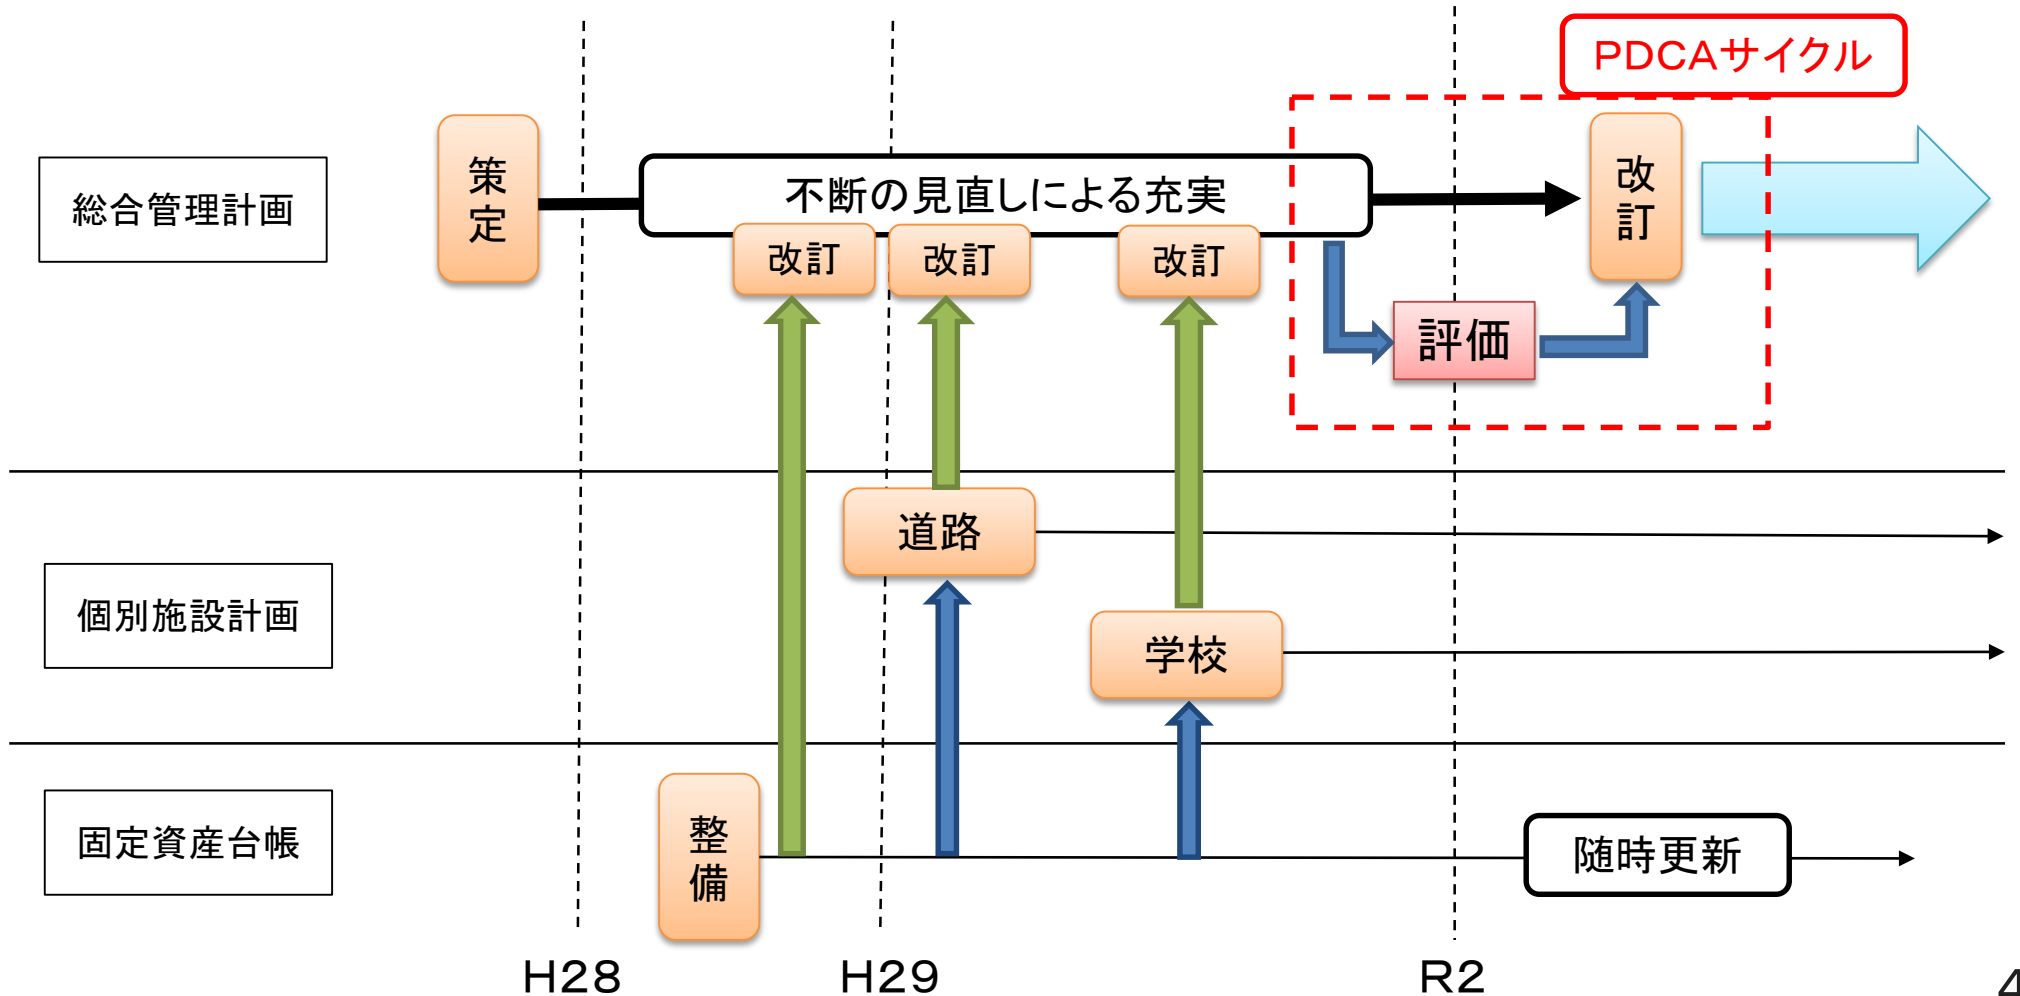 PDCAサイクル
総合管理計画
策定
不断の見直しによる充実
改訂
改訂
改訂
改訂
評価
個別施設計画
道路
学校
固定資産台帳
整備
随時更新
H28
H29
R2
4